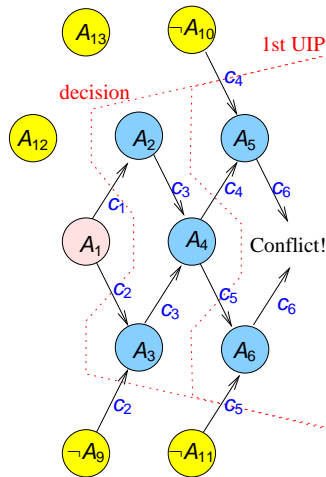 A13
¬A10
1st UIP
c4
decision
A12
A2
A5
c3
c4
c6
c1
A1
A4
Conflict!
c2
c3
c5
c6
A3
A6
c2
c5
¬A9
¬A11